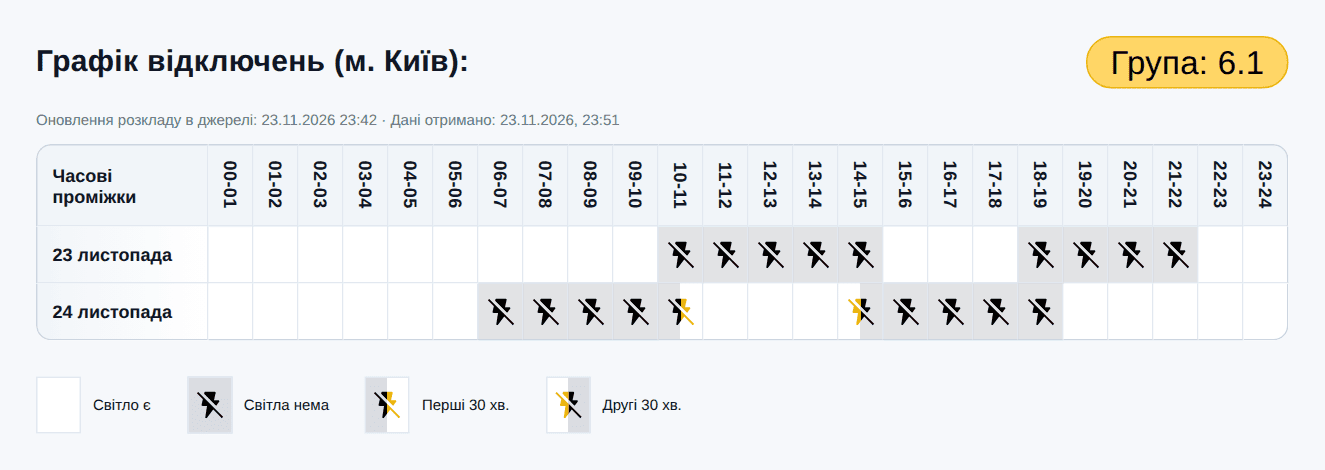 Графік відключень (м. Київ):
Група: 6.1
Оновлення розкладу в джерелі: 23.11.2026 23:42 · Дані отримано: 23.11.2026, 23:51
Часові
проміжки
00-01 01-02 02-03 03-04 04-05 05-06 06-07 07-08 08-09 09-10 10-11 11-12 12-13 13-14 14-15 15-16 16-17 17-18 18-19 19-20 20-21 21-22 22-23 23-24
23 листопада
24 листопада
Світло є Світла нема Перші 30 хв. Другі 30 хв.